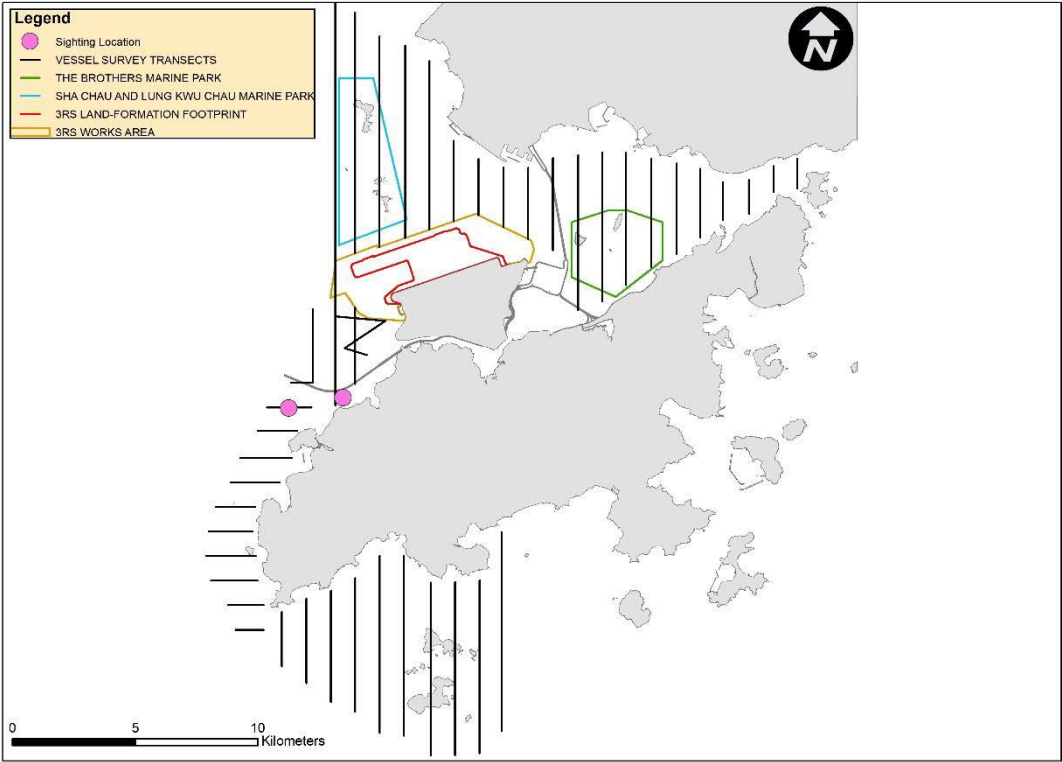 Legend
Sighting Location
VESSEL SURVEY TRANSECTS
THE BROTHERS MARINE PARK
SHA CHAU AND LUNG KWU CHAU MARINE PARK
3RS LAND-FORMATION FOOTPRINT
3RS WORKS AREA
N
0 5 10
Kilometers